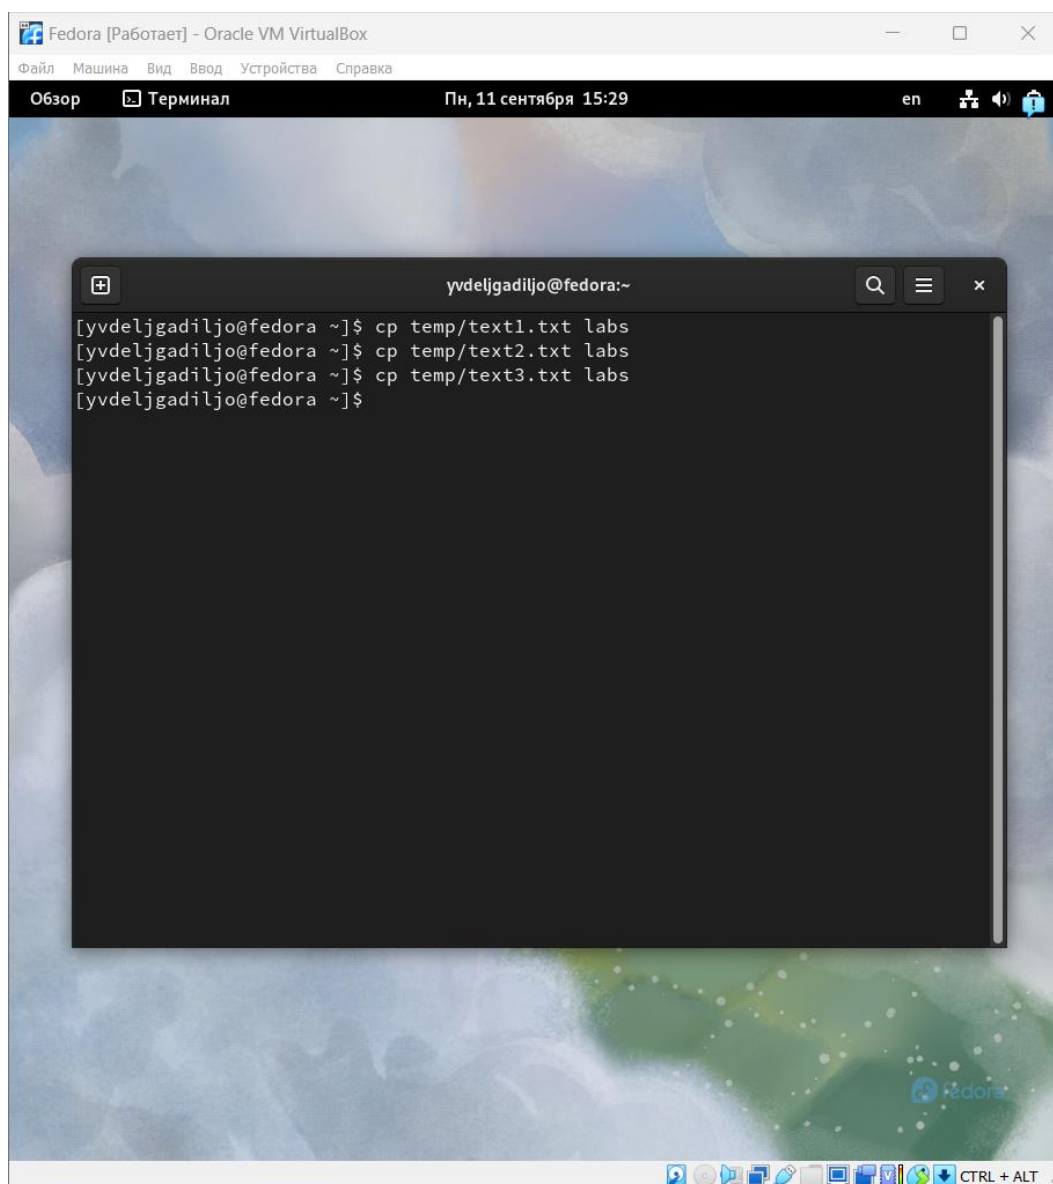 Fedora [Работает] - Oracle VM VirtualBox
Файл Машина Вид Ввод Устройства Справка
Обзор Терминал Пн, 11 сентября 15:29 en
yvdeljgadiljo@fedora:~
[yvdeljgadiljo@fedora ~]$ cp temp/text1.txt labs
[yvdeljgadiljo@fedora ~]$ cp temp/text2.txt labs
[yvdeljgadiljo@fedora ~]$ cp temp/text3.txt labs
[yvdeljgadiljo@fedora ~]$
fedora
CTRL + ALT